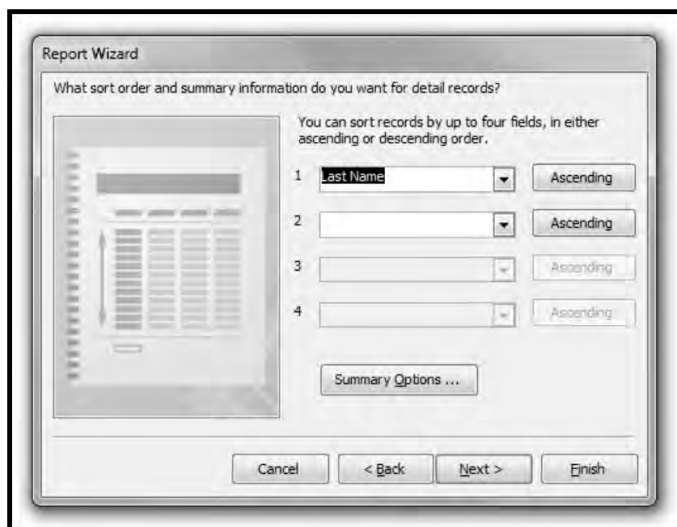 Report Wizard
What sort order and summary information do you want for detail records?
You can sort records by up to four fields, in either
ascending or descending order.
1 Last Name Ascending
2 Ascending
3 Ascending
4 Ascending
Summary Options ...
Cancel < Back Next > Finish